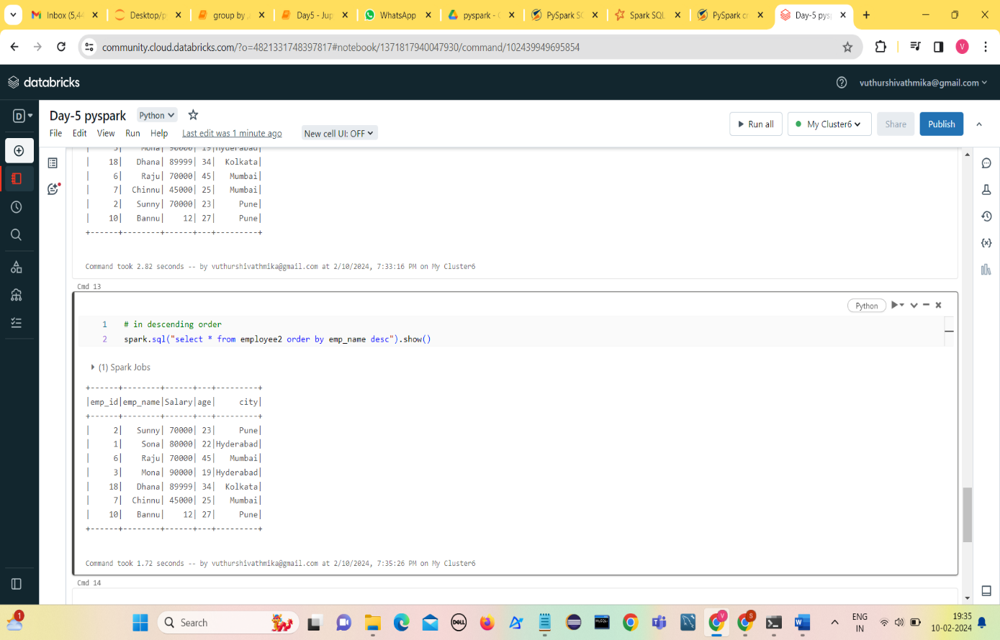 Inbox (5,44
Desktop/p
group by
Day5 - Jup
WhatsApp
pyspark - G
PySpark SQ
Spark SQL
PySpark cr
Day-5 pysp
community.cloud.databricks.com/?o=4821331748397817#notebook/1371817940047930/command/102439949695854
V
databricks
vuthurshivathmika@gmail.com
D
Day-5 pyspark
Python
File Edit View Run Help Last edit was 1 minute ago New cell UI: OFF
Run all
My Cluster6
Share
Publish
| 3| Mona| 90000| 19|Hyderabad|
| 18| Dhana| 89999| 34| Kolkata|
| 6| Raju| 70000| 45| Mumbai|
| 7| Chinnu| 45000| 25| Mumbai|
| 2| Sunny| 70000| 23| Pune|
| 10| Bannu| 12| 27| Pune|
+------+--------+------+---+---------+
Command took 2.82 seconds -- by vuthurshivathmika@gmail.com at 2/10/2024, 7:33:16 PM on My Cluster6
Cmd 13
Python
1 # in descending order
2 spark.sql("select * from employee2 order by emp_name desc").show()
(1) Spark Jobs
+------+--------+------+---+---------+
|emp_id|emp_name|Salary|age| city|
+------+--------+------+---+---------+
| 2| Sunny| 70000| 23| Pune|
| 1| Sona| 80000| 22|Hyderabad|
| 6| Raju| 70000| 45| Mumbai|
| 3| Mona| 90000| 19|Hyderabad|
| 18| Dhana| 89999| 34| Kolkata|
| 7| Chinnu| 45000| 25| Mumbai|
| 10| Bannu| 12| 27| Pune|
+------+--------+------+---+---------+
Command took 1.72 seconds -- by vuthurshivathmika@gmail.com at 2/10/2024, 7:35:26 PM on My Cluster6
Cmd 14
1
Search
DELL
V
S
ENG
IN
19:35
10-02-2024